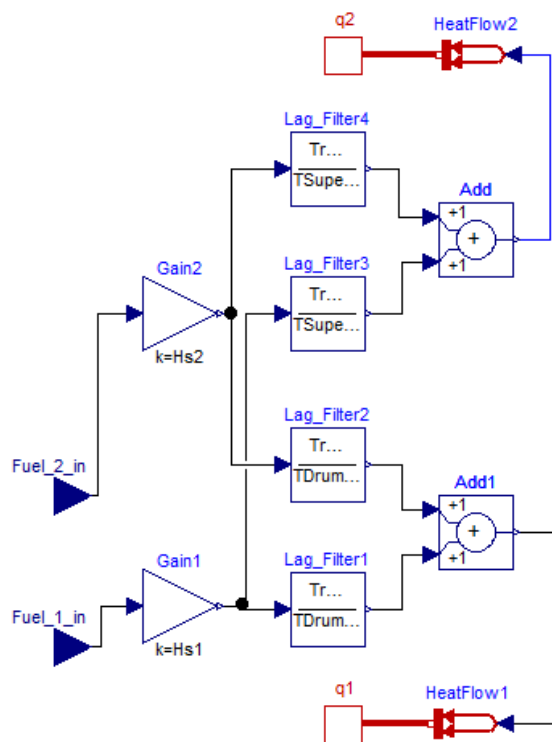 q2
HeatFlow2
Lag_Filter4
Tr...
TSupe...
Add
+1
+
+1
Gain2
k=Hs2
Lag_Filter3
Tr...
TSupe...
Fuel_2_in
Lag_Filter2
Tr...
TDrum...
Add1
+1
+
+1
Gain1
k=Hs1
Lag_Filter1
Tr...
TDrum...
Fuel_1_in
q1
HeatFlow1